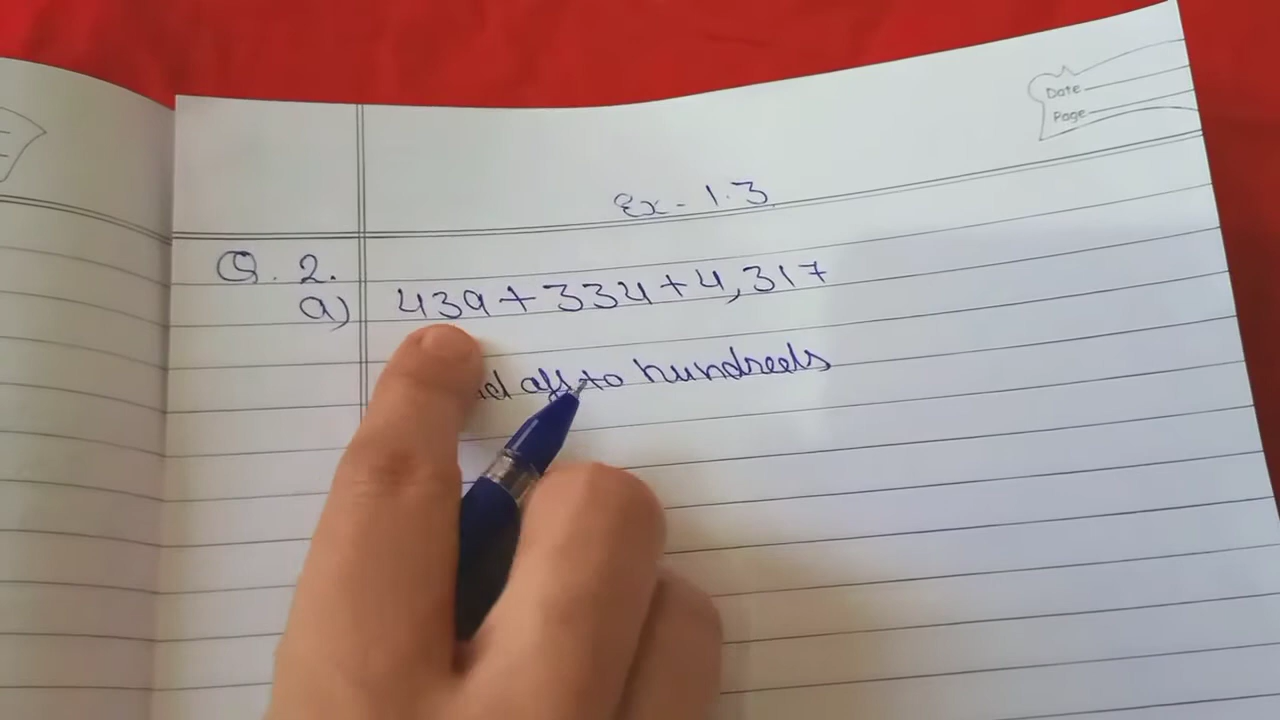 Date
Page
Ex - 1.3
Q. 2.
a) 439 + 334 + 4,317
off to hundreds